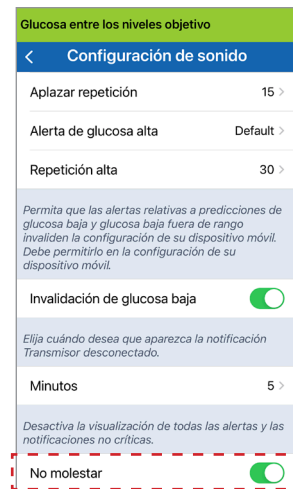 Glucosa entre los niveles objetivo
< Configuración de sonido
Aplazar repetición 15 >
Alerta de glucosa alta Default >
Repetición alta 30 >
Permita que las alertas relativas a predicciones de
glucosa baja y glucosa baja fuera de rango
invaliden la configuración de su dispositivo móvil.
Debe permitirlo en la configuración de su
dispositivo móvil.
Invalidación de glucosa baja
Elija cuándo desea que aparezca la notificación
Transmisor desconectado.
Minutos 5 >
Desactiva la visualización de todas las alertas y las
notificaciones no críticas.
No molestar